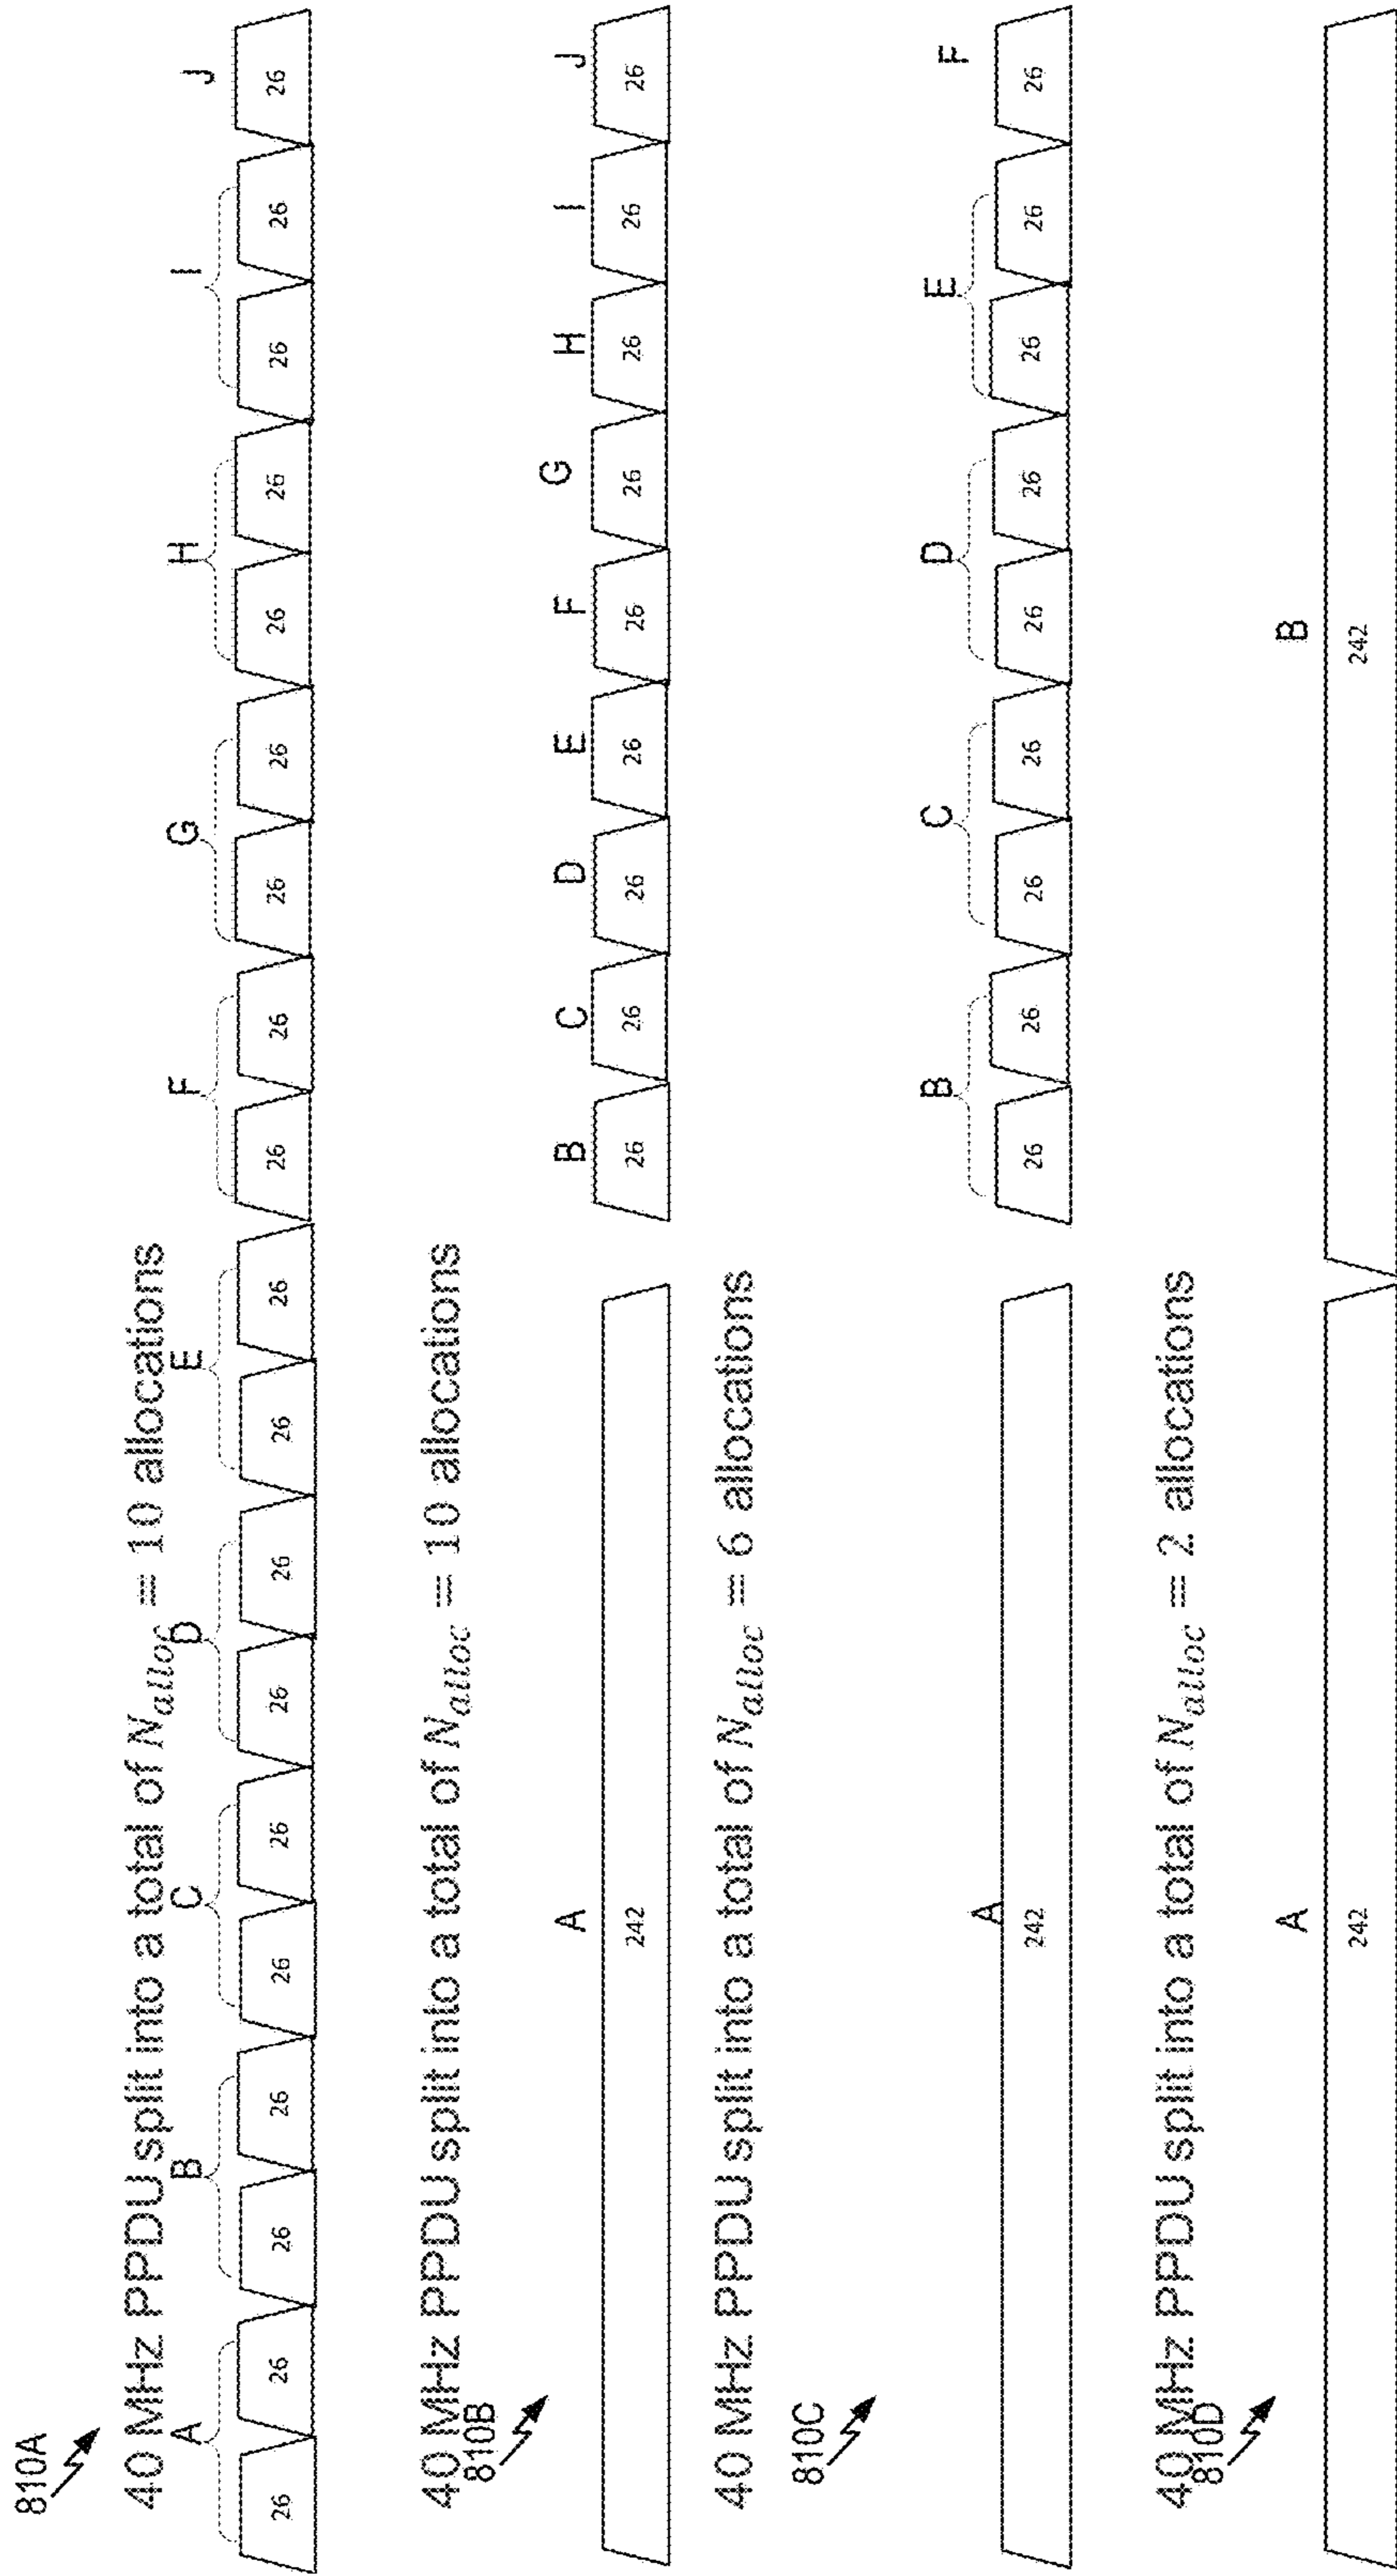 810A
40 MHz PPDU split into a total of N_alloc = 10 allocations
A B C D E F G H I J
26 26 26 26 26 26 26 26 26 26 26 26 26 26 26 26 26 26 26
40 MHz PPDU split into a total of N_alloc = 10 allocations
810B
A B C D E F G H I J
242 26 26 26 26 26 26 26 26 26
40 MHz PPDU split into a total of N_alloc = 6 allocations
810C
A B C D E F
242 26 26 26 26 26 26 26 26 26
40 MHz PPDU split into a total of N_alloc = 2 allocations
810D
A B
242 242